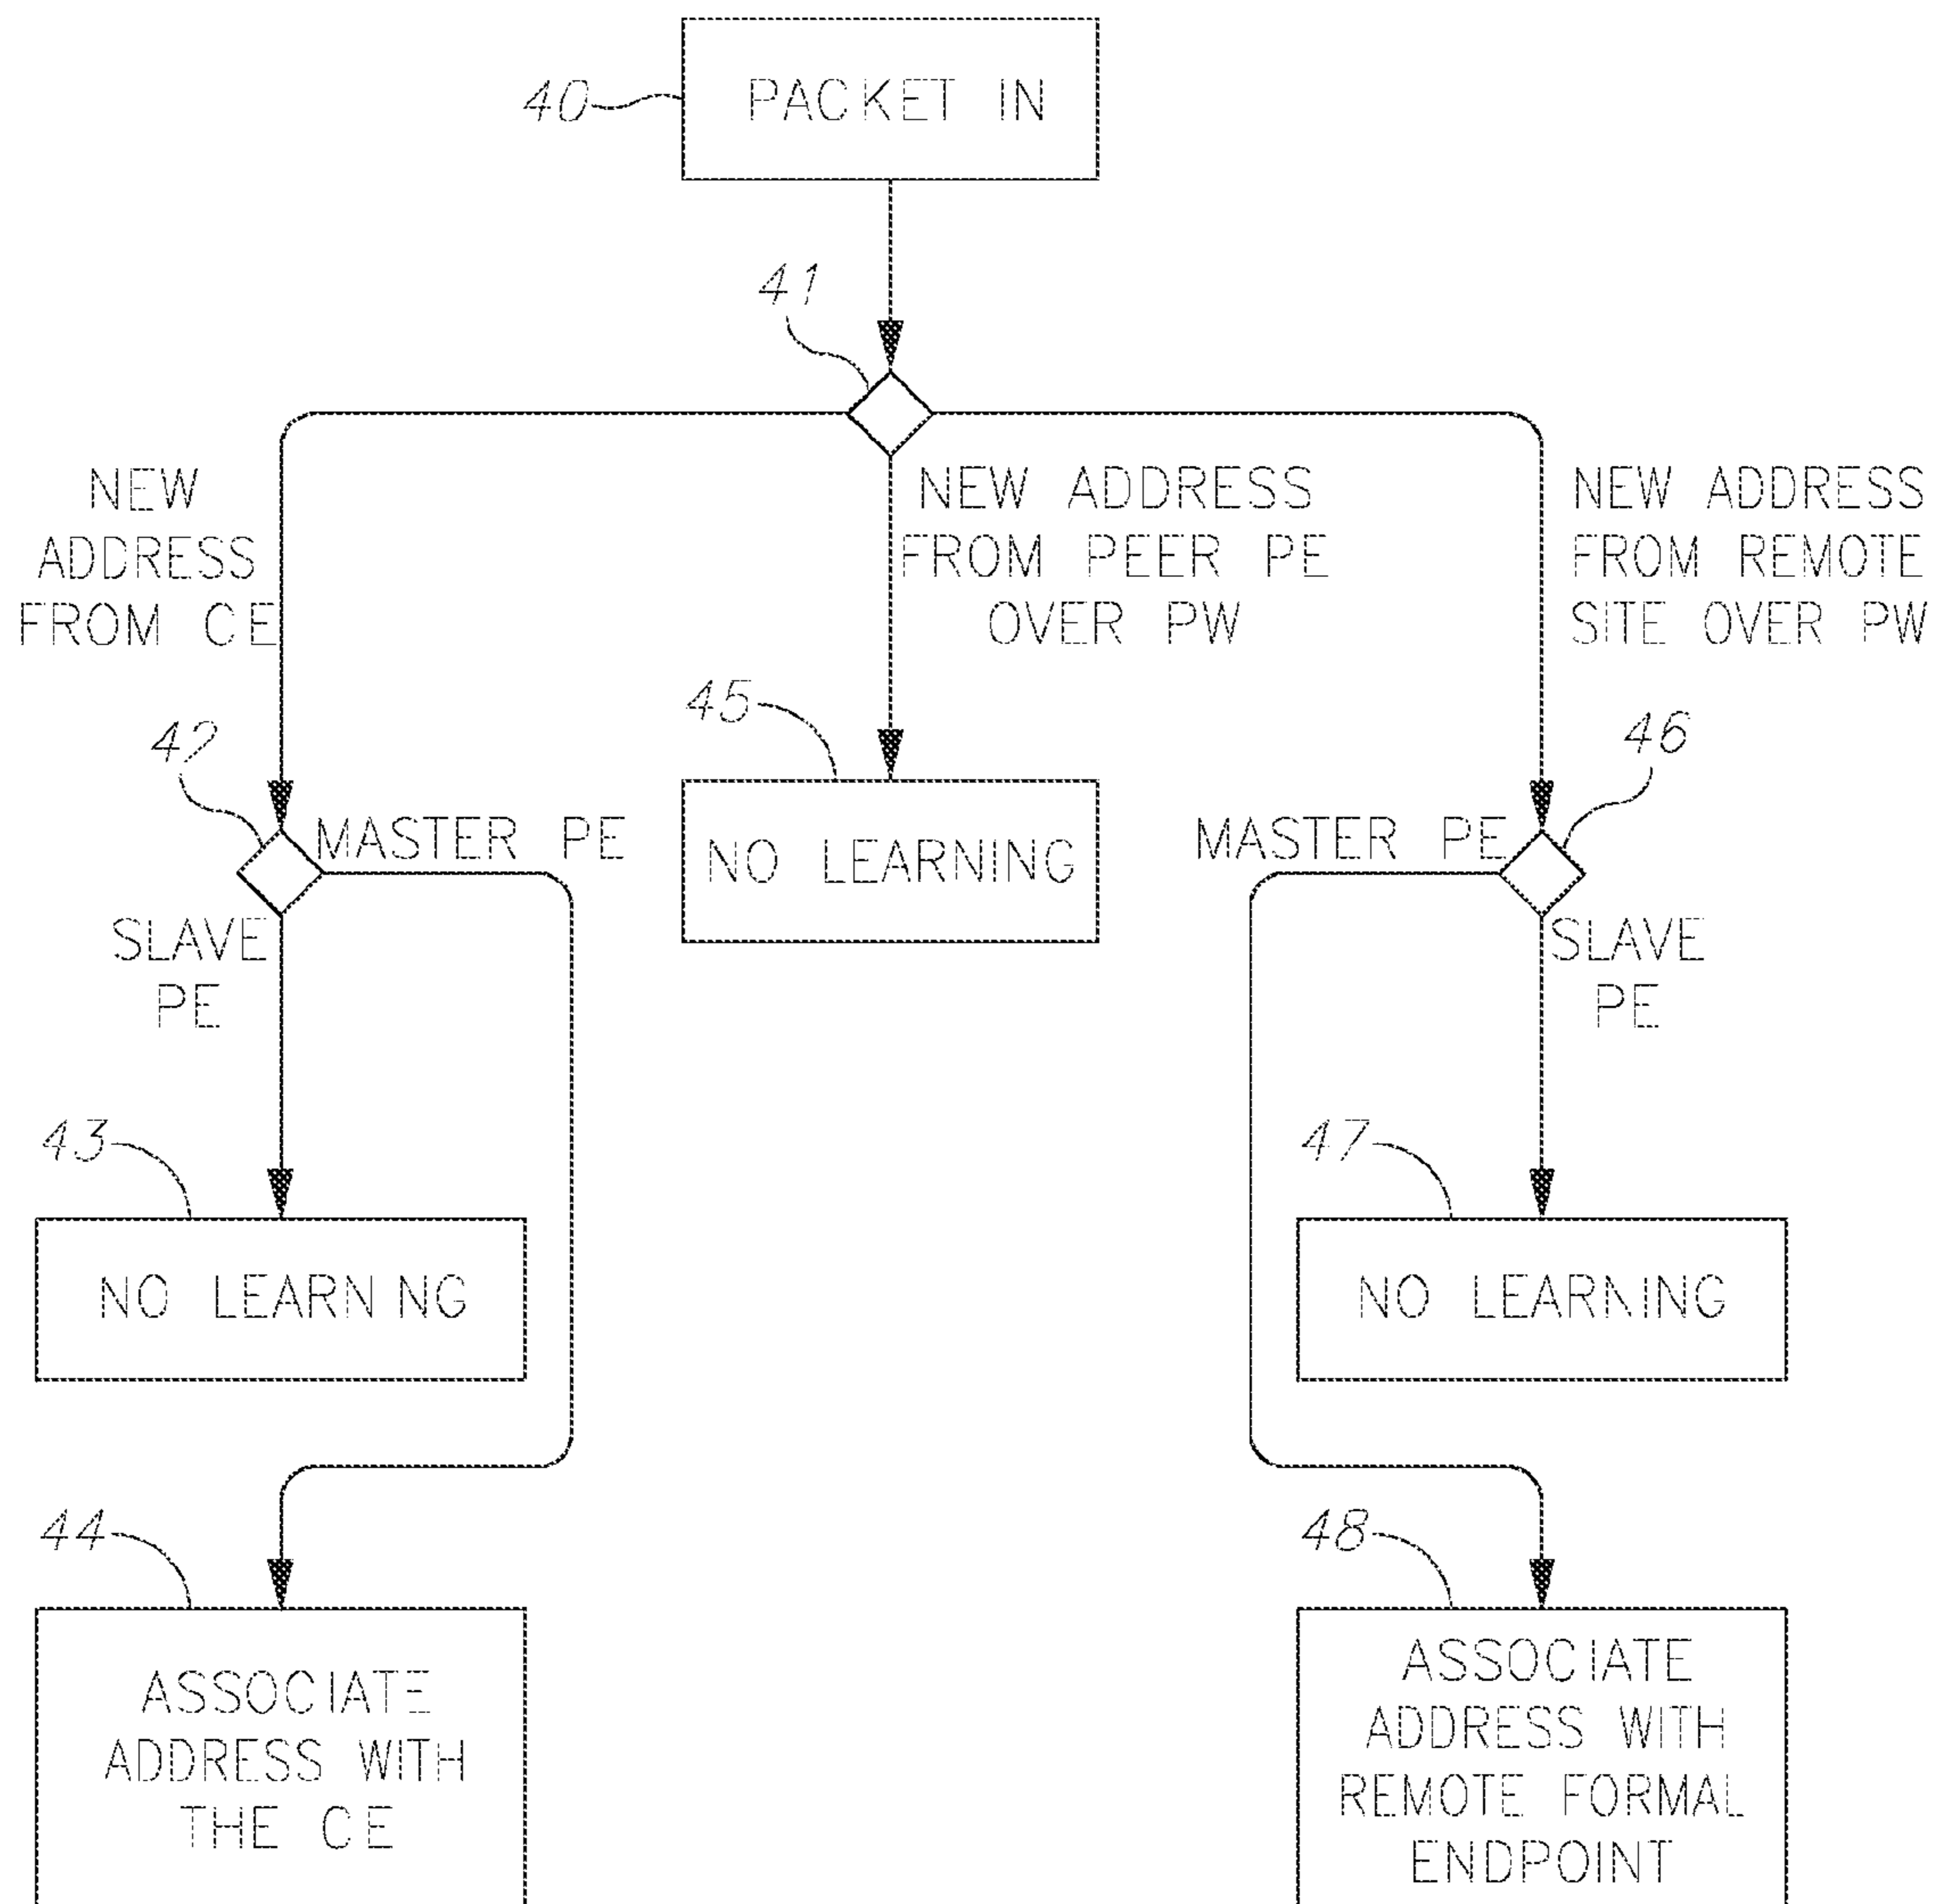 40
PACKET IN
41
NEW
ADDRESS
FROM CE
NEW ADDRESS
FROM PEER PE
OVER PW
NEW ADDRESS
FROM REMOTE
SITE OVER PW
42
MASTER PE
SLAVE
PE
45
NO LEARNING
46
MASTER PE
SLAVE
PE
43
NO LEARNING
47
NO LEARNING
44
ASSOCIATE
ADDRESS WITH
THE CE
48
ASSOCIATE
ADDRESS WITH
REMOTE FORMAL
ENDPOINT